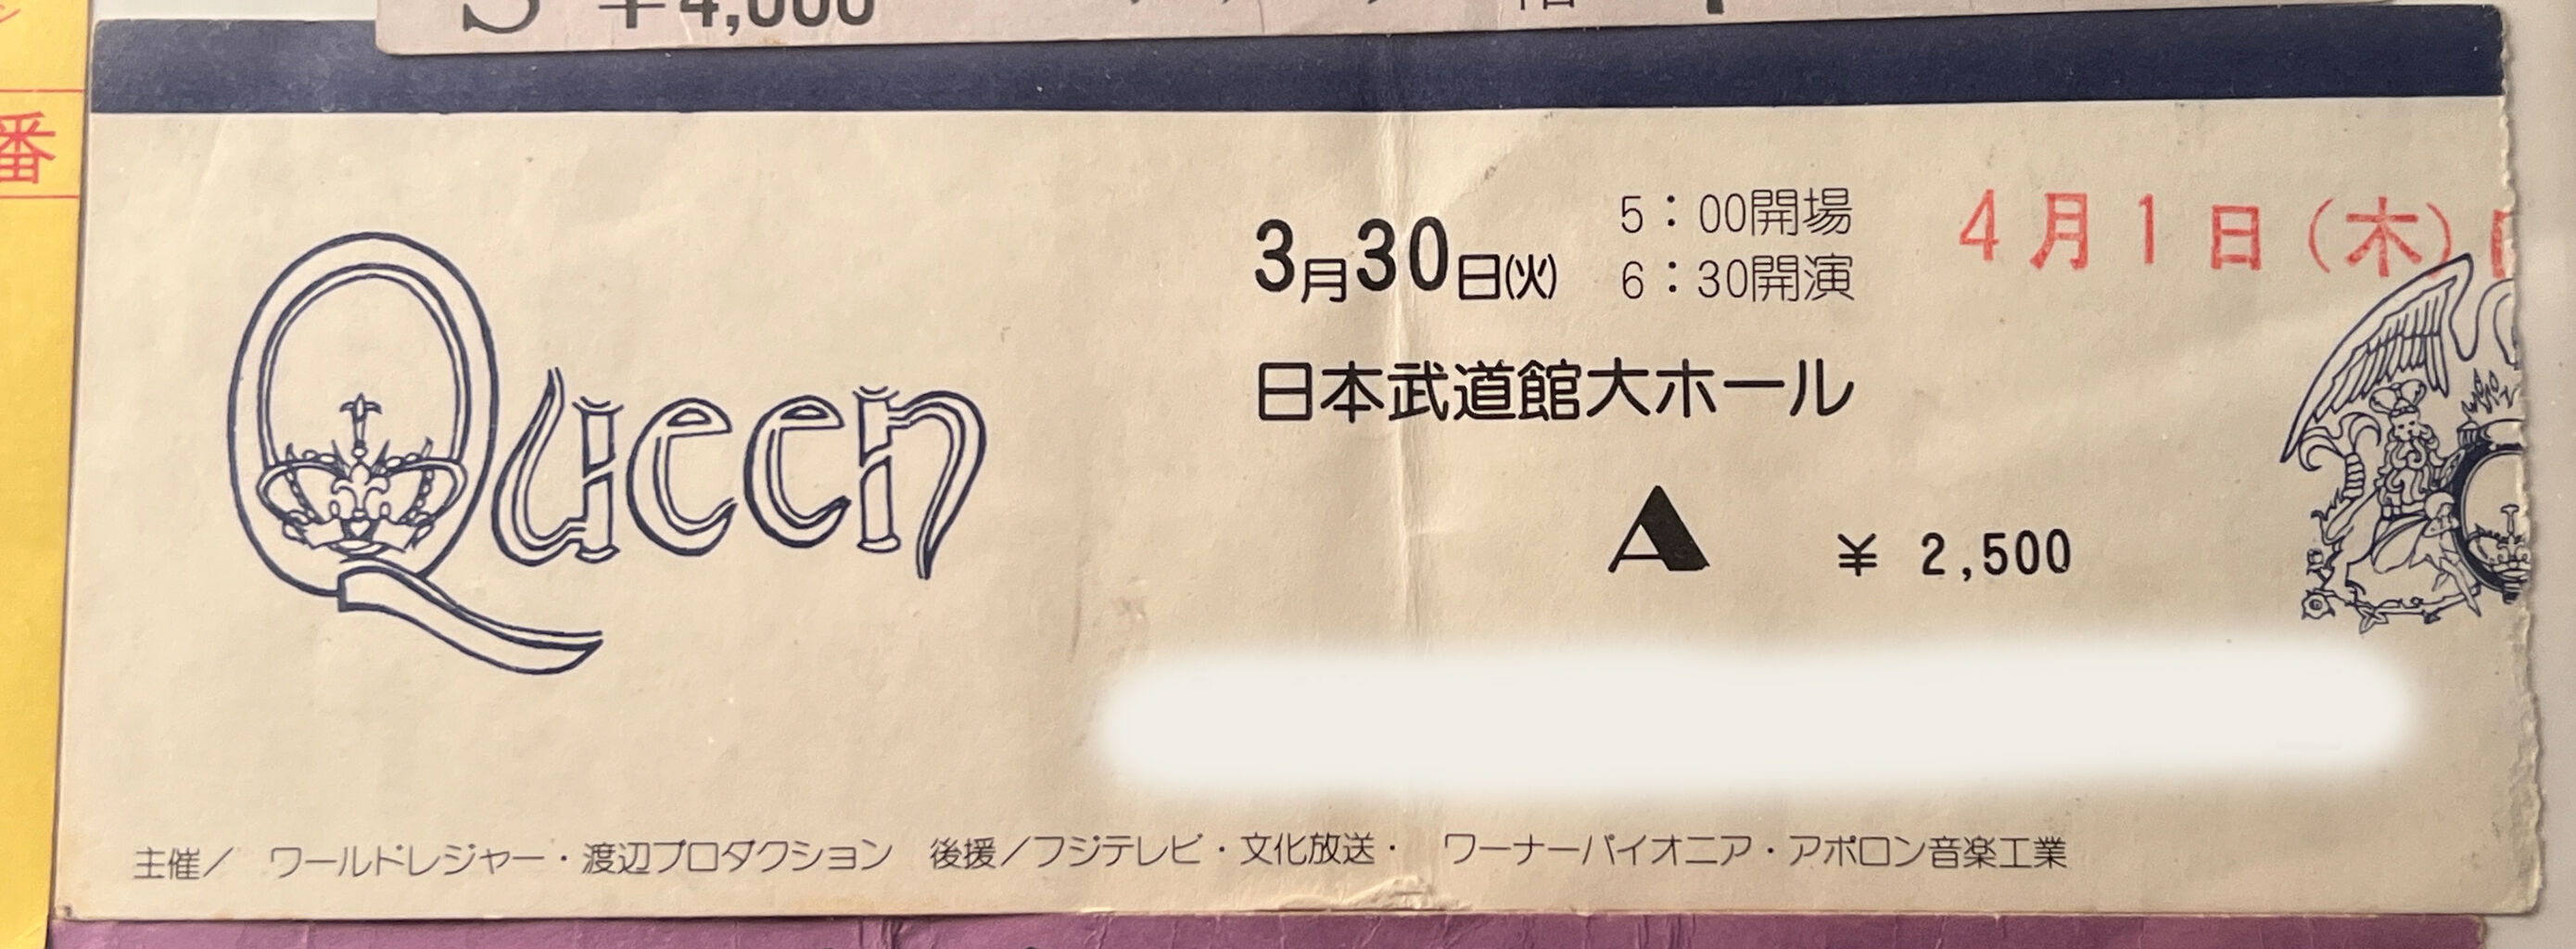 ¥4,000
番
Queen
3月30日(火)
5:00開場
6:30開演
4月1日(木)
日本武道館大ホール
A ¥ 2,500
主催/ ワールドレジャー・渡辺プロダクション 後援/フジテレビ・文化放送・ ワーナーパイオニア・アポロン音楽工業